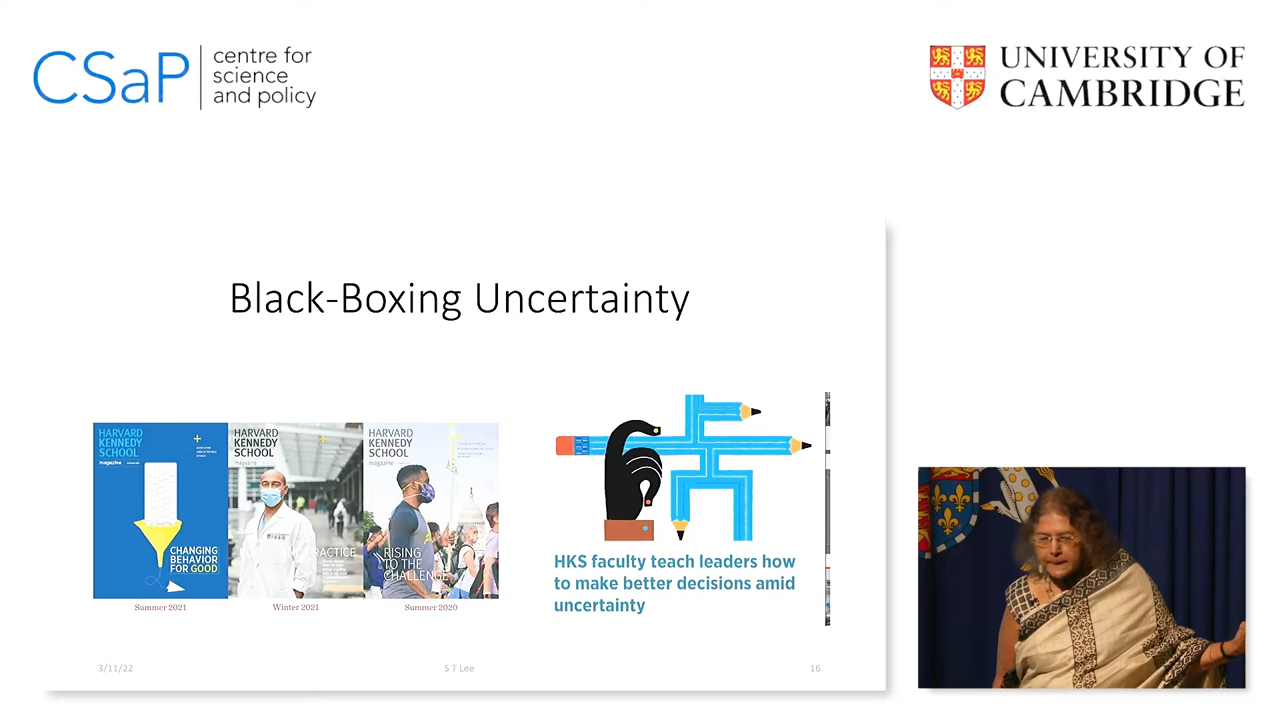 CSaP
centre for
science
and policy
UNIVERSITY OF
CAMBRIDGE
Black-Boxing Uncertainty
HARVARD
KENNEDY
SCHOOL
magazine
CHANGING
BEHAVIOR
FOR GOOD
Summer 2021
HARVARD
KENNEDY
SCHOOL
magazine
PRACTICE
Winter 2021
HARVARD
KENNEDY
SCHOOL
magazine
RISING
TO THE
CHALLENGE
Summer 2020
HKS faculty teach leaders how
to make better decisions amid
uncertainty
3/11/22
S T Lee
16